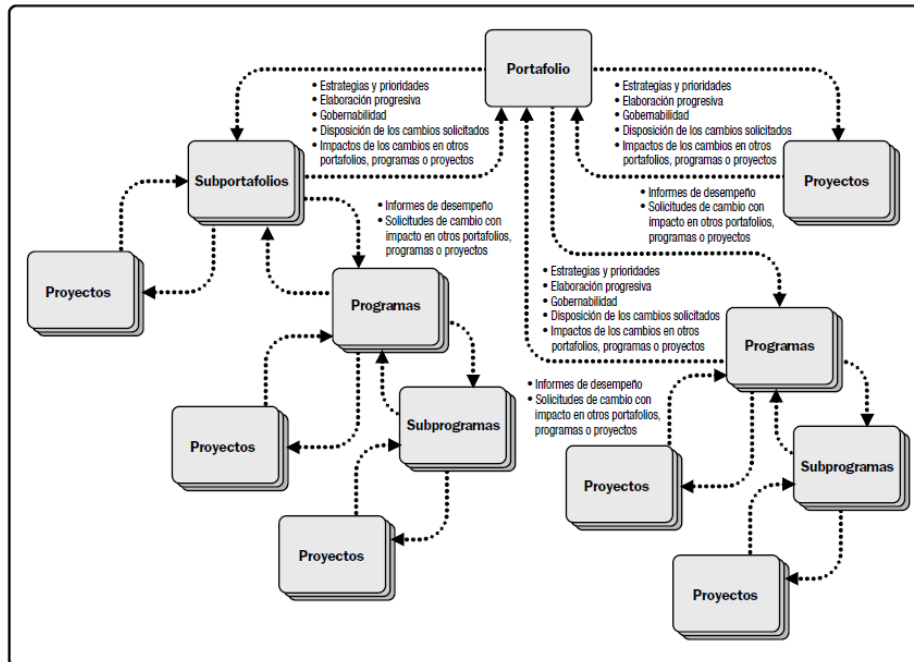 Portafolio
• Estrategias y prioridades
• Elaboración progresiva
• Gobernabilidad
• Disposición de los cambios solicitados
• Impactos de los cambios en otros
portafolios, programas o proyectos
• Estrategias y prioridades
• Elaboración progresiva
• Gobernabilidad
• Disposición de los cambios solicitados
• Impactos de los cambios en otros
portafolios, programas o proyectos
Subportafolios
Proyectos
• Informes de desempeño
• Solicitudes de cambio con
impacto en otros portafolios,
programas o proyectos
• Informes de desempeño
• Solicitudes de cambio con
impacto en otros portafolios,
programas o proyectos
Proyectos
Programas
• Estrategias y prioridades
• Elaboración progresiva
• Gobernabilidad
• Disposición de los cambios solicitados
• Impactos de los cambios en otros
portafolios, programas o proyectos
Programas
• Informes de desempeño
• Solicitudes de cambio con
impacto en otros portafolios,
programas o proyectos
Proyectos
Subprogramas
Proyectos
Subprogramas
Proyectos
Proyectos